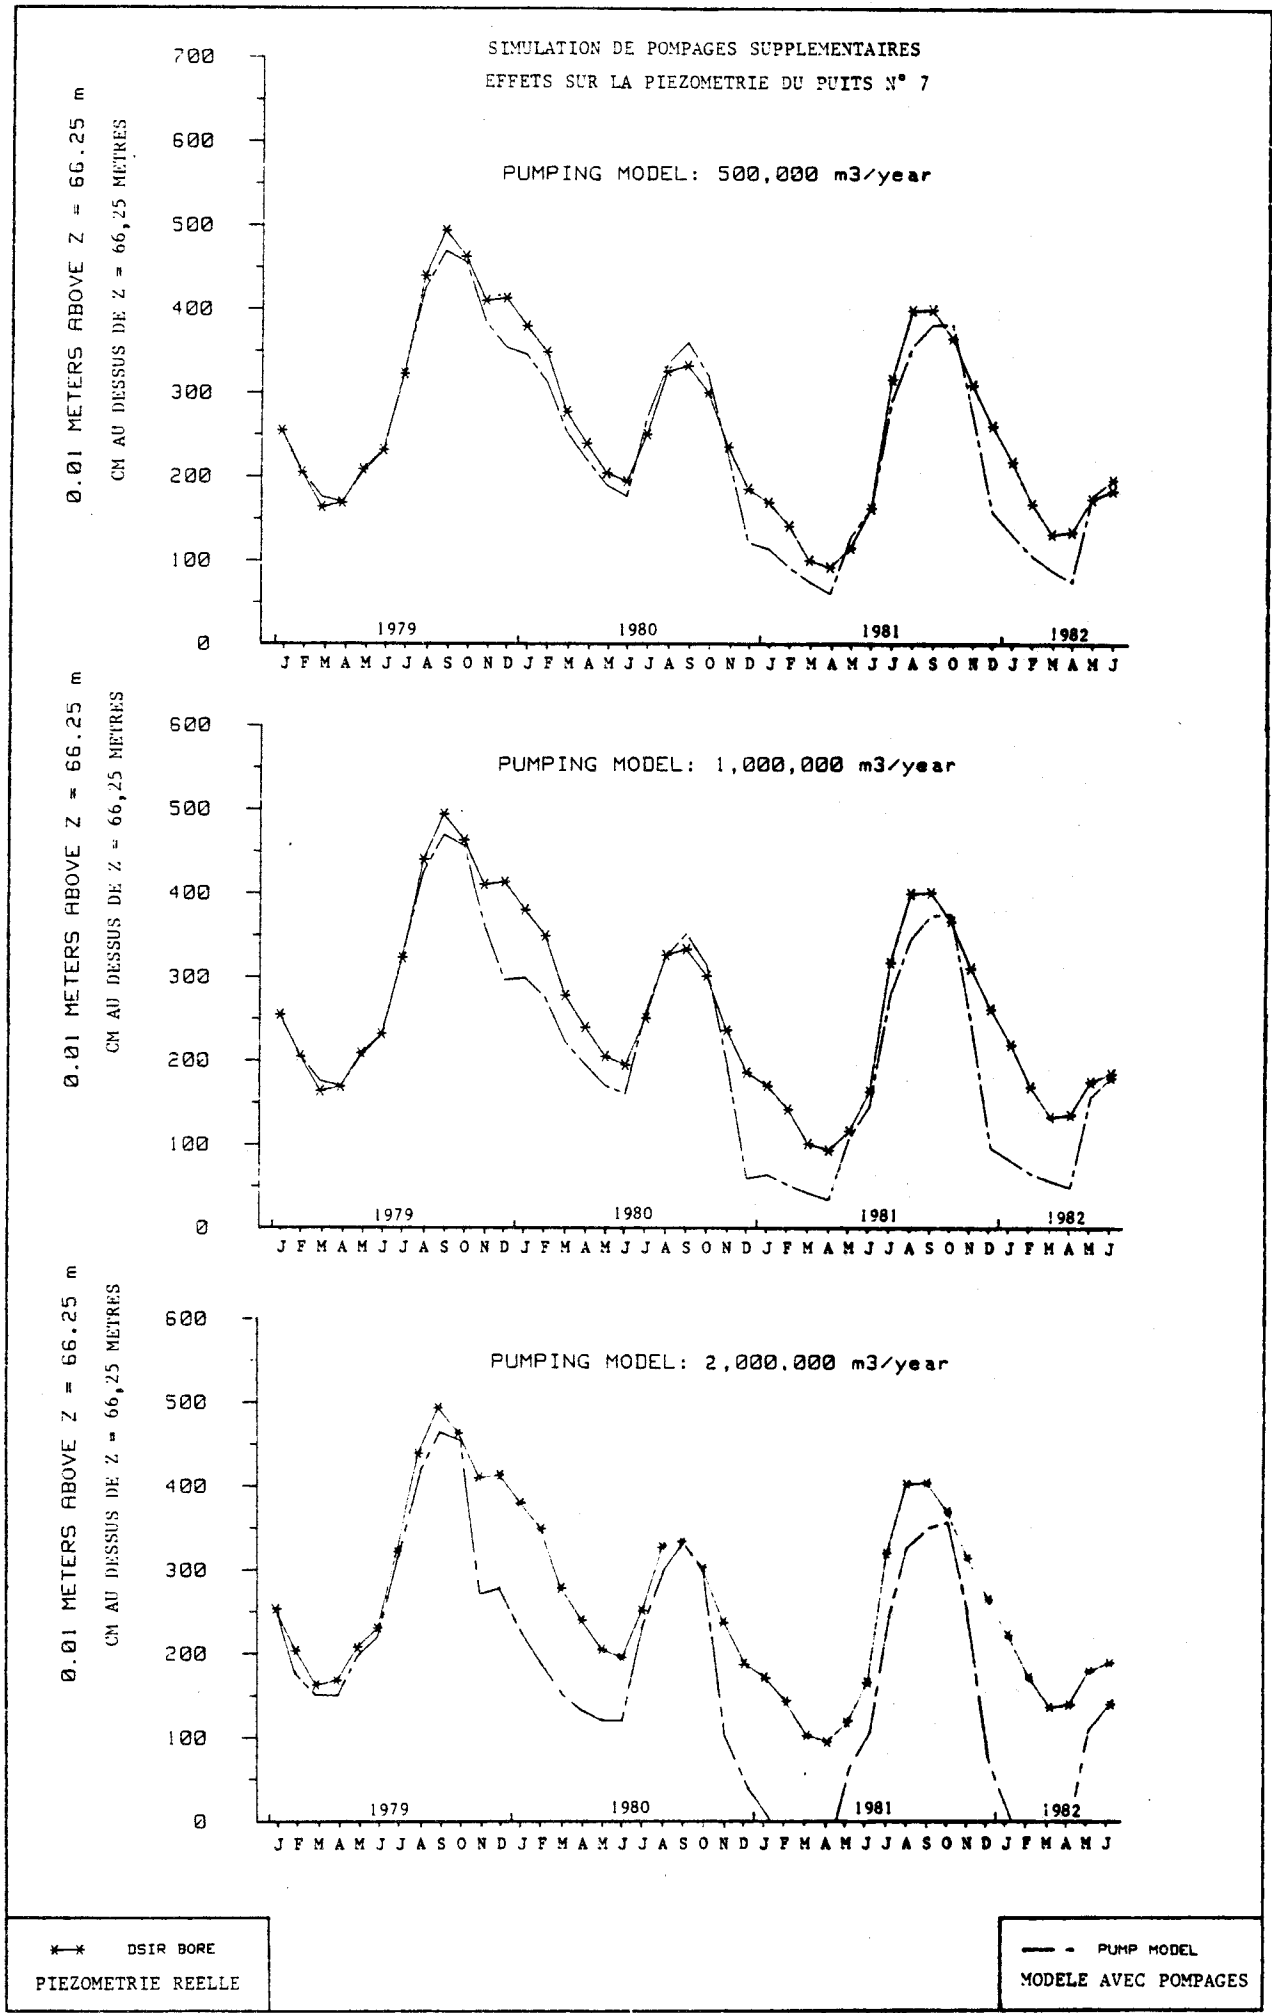 SIMULATION DE POMPAGES SUPPLEMENTAIRES
EFFETS SUR LA PIEZOMETRIE DU PUITS N° 7
0.01 METERS ABOVE Z = 66.25 m
CM AU DESSUS DE Z = 66,25 METRES
PUMPING MODEL: 500,000 m3/year
700
600
500
400
300
200
100
0
1979 1980 1981 1982
J F M A M J J A S O N D J F M A M J J A S O N D J F M A M J J A S O N D J F M A M J
0.01 METERS ABOVE Z = 66.25 m
CM AU DESSUS DE Z = 66,25 METRES
PUMPING MODEL: 1,000,000 m3/year
600
500
400
300
200
100
0
1979 1980 1981 1982
J F M A M J J A S O N D J F M A M J J A S O N D J F M A M J J A S O N D J F M A M J
0.01 METERS ABOVE Z = 66.25 m
CM AU DESSUS DE Z = 66,25 METRES
PUMPING MODEL: 2,000,000 m3/year
600
500
400
300
200
100
0
1979 1980 1981 1982
J F M A M J J A S O N D J F M A M J J A S O N D J F M A M J J A S O N D J F M A M J
DSIR BORE
PIEZOMETRIE REELLE
PUMP MODEL
MODELE AVEC POMPAGES